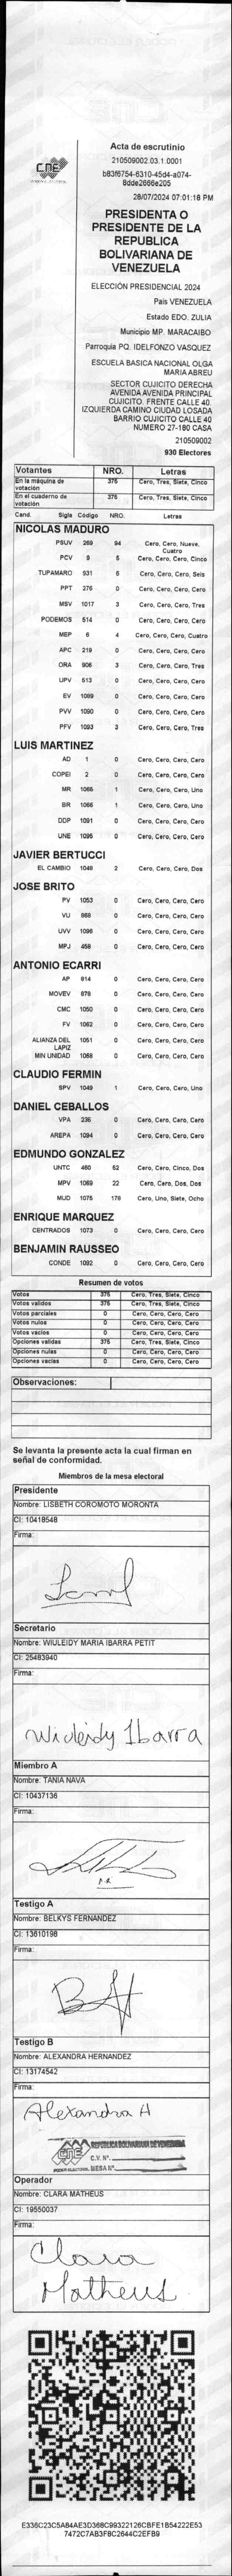 CNE
PODER ELECTORAL
Acta de escrutinio
210509002.03.1.0001
b83f6754-6310-45d4-a074-
8dde2666e205
28/07/2024 07:01:18 PM
PRESIDENTA O
PRESIDENTE DE LA
REPUBLICA
BOLIVARIANA DE
VENEZUELA
ELECCIÓN PRESIDENCIAL 2024
País VENEZUELA
Estado EDO. ZULIA
Municipio MP. MARACAIBO
Parroquia PQ. IDELFONZO VASQUEZ
ESCUELA BASICA NACIONAL OLGA
MARIA ABREU
SECTOR CUJICITO DERECHA
AVENIDA AVENIDA PRINCIPAL
CUJICITO. FRENTE CALLE 40.
IZQUIERDA CAMINO CIUDAD LOSADA
BARRIO CUJICITO CALLE 40
NUMERO 27-180 CASA
210509002
930 Electores
Votantes NRO. Letras
En la máquina de votación 375 Cero, Tres, Siete, Cinco
En el cuaderno de votación 375 Cero, Tres, Siete, Cinco
Cand. Sigla Código NRO. Letras
NICOLAS MADURO
PSUV 269 94 Cero, Cero, Nueve, Cuatro
PCV 9 5 Cero, Cero, Cero, Cinco
TUPAMARO 931 6 Cero, Cero, Cero, Seis
PPT 276 0 Cero, Cero, Cero, Cero
MSV 1017 3 Cero, Cero, Cero, Tres
PODEMOS 514 0 Cero, Cero, Cero, Cero
MEP 6 4 Cero, Cero, Cero, Cuatro
APC 219 0 Cero, Cero, Cero, Cero
ORA 906 3 Cero, Cero, Cero, Tres
UPV 513 0 Cero, Cero, Cero, Cero
EV 1089 0 Cero, Cero, Cero, Cero
PVV 1090 0 Cero, Cero, Cero, Cero
PFV 1093 3 Cero, Cero, Cero, Tres
LUIS MARTINEZ
AD 1 0 Cero, Cero, Cero, Cero
COPEI 2 0 Cero, Cero, Cero, Cero
MR 1065 1 Cero, Cero, Cero, Uno
BR 1066 1 Cero, Cero, Cero, Uno
DDP 1091 0 Cero, Cero, Cero, Cero
UNE 1095 0 Cero, Cero, Cero, Cero
JAVIER BERTUCCI
EL CAMBIO 1048 2 Cero, Cero, Cero, Dos
JOSE BRITO
PV 1053 0 Cero, Cero, Cero, Cero
VU 868 0 Cero, Cero, Cero, Cero
UVV 1096 0 Cero, Cero, Cero, Cero
MPJ 458 0 Cero, Cero, Cero, Cero
ANTONIO ECARRI
AP 914 0 Cero, Cero, Cero, Cero
MOVEV 878 0 Cero, Cero, Cero, Cero
CMC 1050 0 Cero, Cero, Cero, Cero
FV 1062 0 Cero, Cero, Cero, Cero
ALIANZA DEL LAPIZ 1051 0 Cero, Cero, Cero, Cero
MIN UNIDAD 1068 0 Cero, Cero, Cero, Cero
CLAUDIO FERMIN
SPV 1049 1 Cero, Cero, Cero, Uno
DANIEL CEBALLOS
VPA 236 0 Cero, Cero, Cero, Cero
AREPA 1094 0 Cero, Cero, Cero, Cero
EDMUNDO GONZALEZ
UNTC 460 52 Cero, Cero, Cinco, Dos
MPV 1069 22 Cero, Cero, Dos, Dos
MUD 1075 178 Cero, Uno, Siete, Ocho
ENRIQUE MARQUEZ
CENTRADOS 1073 0 Cero, Cero, Cero, Cero
BENJAMIN RAUSSEO
CONDE 1092 0 Cero, Cero, Cero, Cero
Resumen de votos
Votos 375 Cero, Tres, Siete, Cinco
Votos validos 375 Cero, Tres, Siete, Cinco
Votos parciales 0 Cero, Cero, Cero, Cero
Votos nulos 0 Cero, Cero, Cero, Cero
Votos vacios 0 Cero, Cero, Cero, Cero
Opciones validas 375 Cero, Tres, Siete, Cinco
Opciones nulas 0 Cero, Cero, Cero, Cero
Opciones vacias 0 Cero, Cero, Cero, Cero
Observaciones:
Se levanta la presente acta la cual firman en
señal de conformidad.
Miembros de la mesa electoral
Presidente
Nombre: LISBETH COROMOTO MORONTA
CI: 10418548
Firma:
Secretario
Nombre: WIULEIDY MARIA IBARRA PETIT
CI: 25483940
Firma:
Wiuleidy Ibarra
Miembro A
Nombre: TANIA NAVA
CI: 10437136
Firma:
Testigo A
Nombre: BELKYS FERNANDEZ
CI: 13610198
Firma:
Testigo B
Nombre: ALEXANDRA HERNANDEZ
CI: 13174542
Firma:
Alexandra H
CNE
REPUBLICA BOLIVARIANA DE VENEZUELA
C.V. N°.
PODER ELECTORAL MESA N°.
Operador
Nombre: CLARA MATHEUS
CI: 19550037
Firma:
Clara
Matheus
E336C23C5A84AE3D368C99322126CBFE1B54222E53
7472C7AB3F8C2644C2EFB9